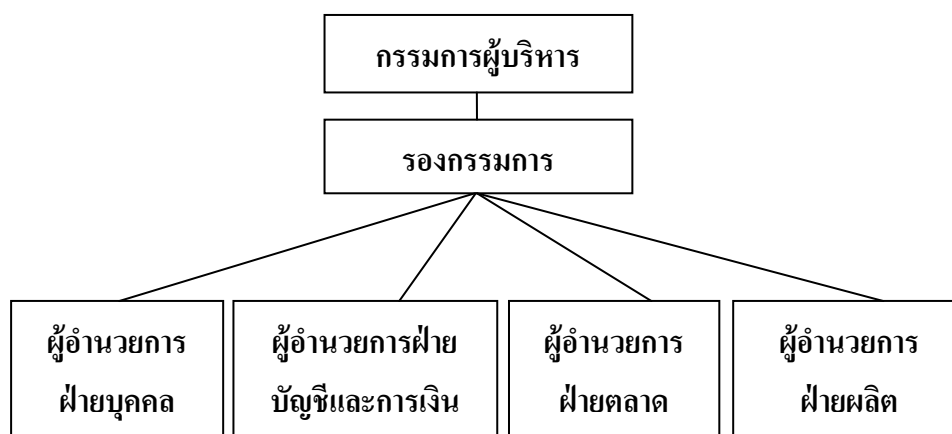 กรรมการผู้บริหาร
รองกรรมการ
ผู้อำนวยการ
ฝ่ายบุคคล
ผู้อำนวยการฝ่าย
บัญชีและการเงิน
ผู้อำนวยการ
ฝ่ายตลาด
ผู้อำนวยการ
ฝ่ายผลิต